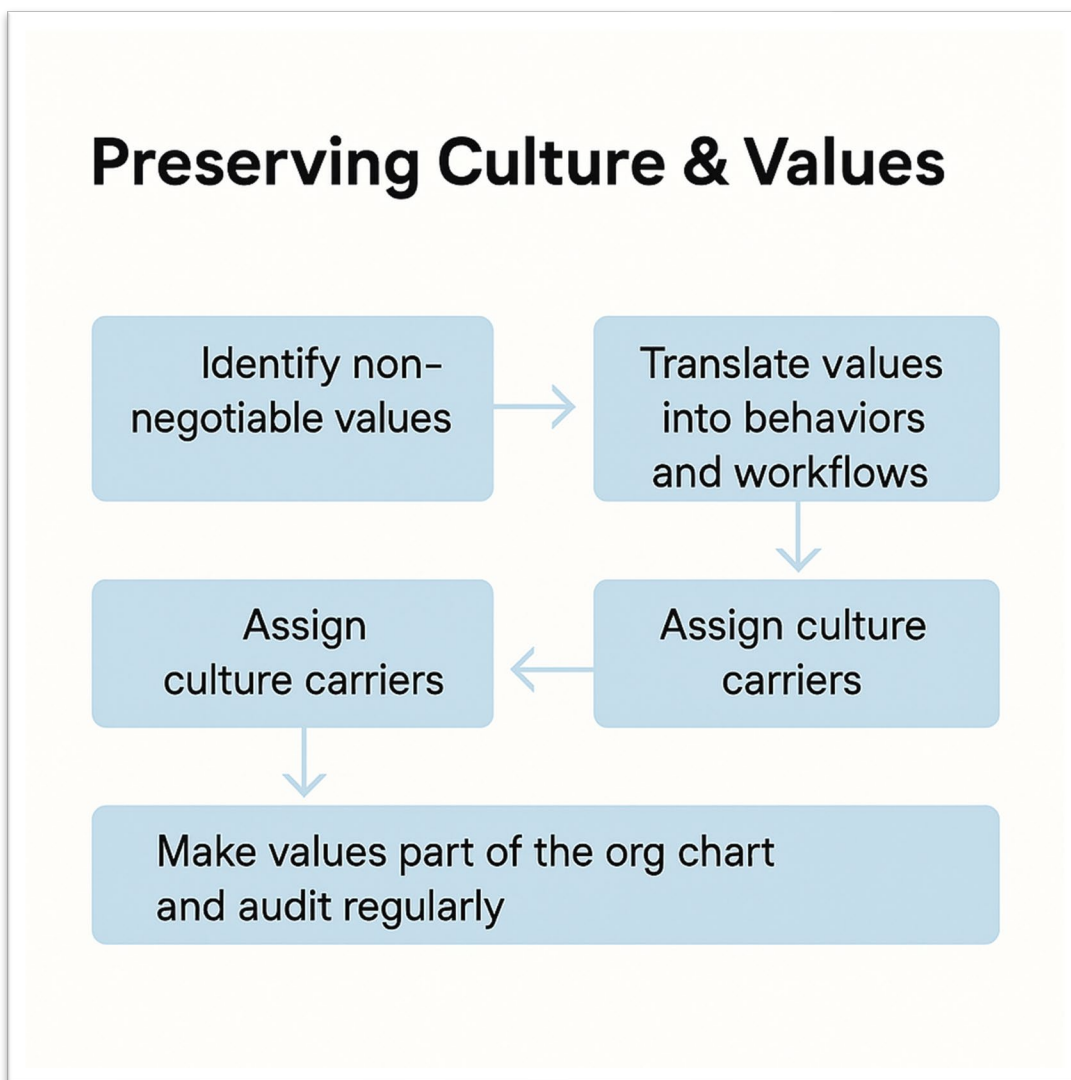 Preserving Culture & Values
Identify non-
negotiable values
Translate values
into behaviors
and workflows
Assign culture
carriers
Assign
culture carriers
Make values part of the org chart
and audit regularly